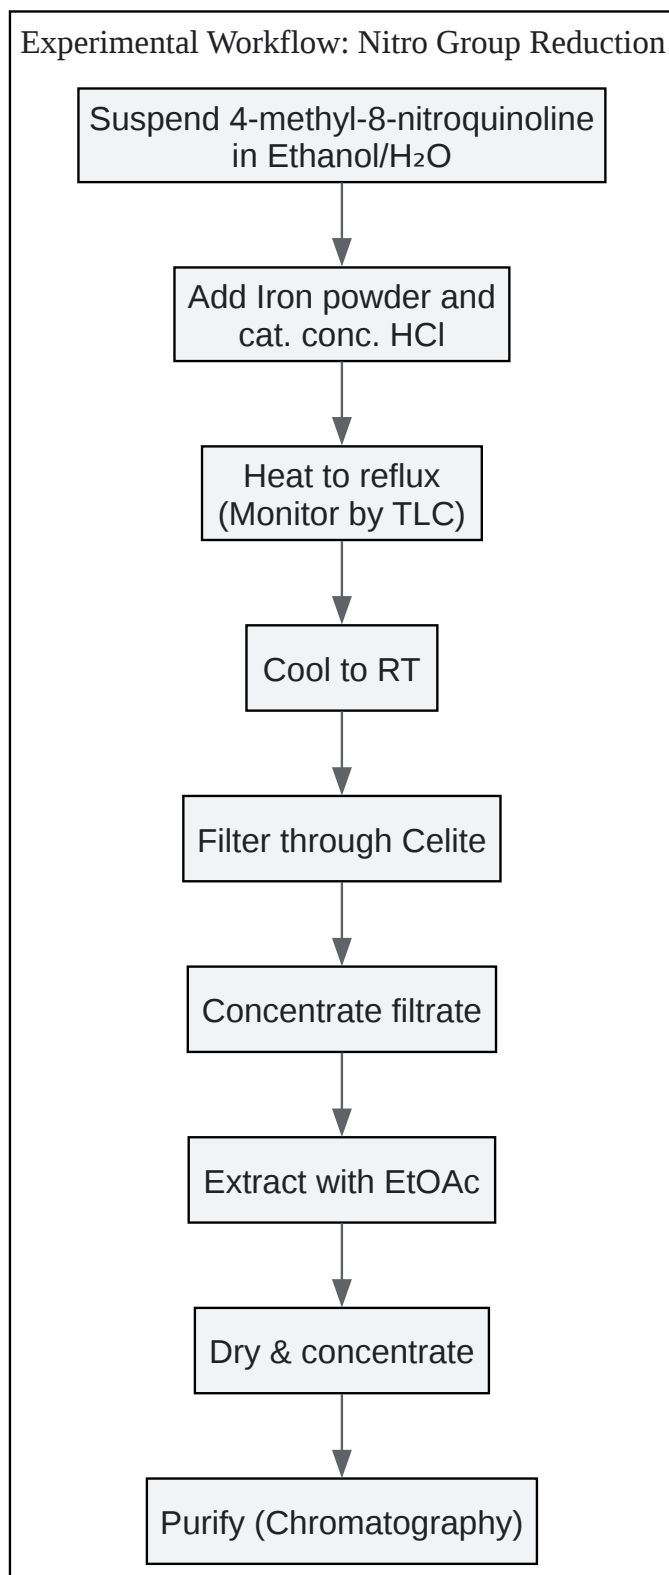 Experimental Workflow: Nitro Group Reduction
Suspend 4-methyl-8-nitroquinoline
in Ethanol/H₂O
Add Iron powder and
cat. conc. HCl
Heat to reflux
(Monitor by TLC)
Cool to RT
Filter through Celite
Concentrate filtrate
Extract with EtOAc
Dry & concentrate
Purify (Chromatography)